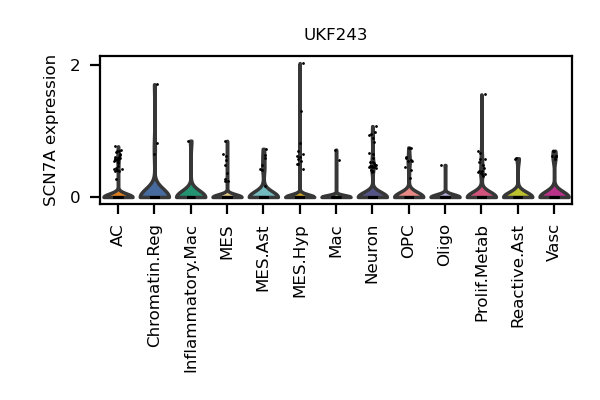 UKF243
SCN7A expression
2
0
AC
Chromatin.Reg
Inflammatory.Mac
MES
MES.Ast
MES.Hyp
Mac
Neuron
OPC
Oligo
Prolif.Metab
Reactive.Ast
Vasc